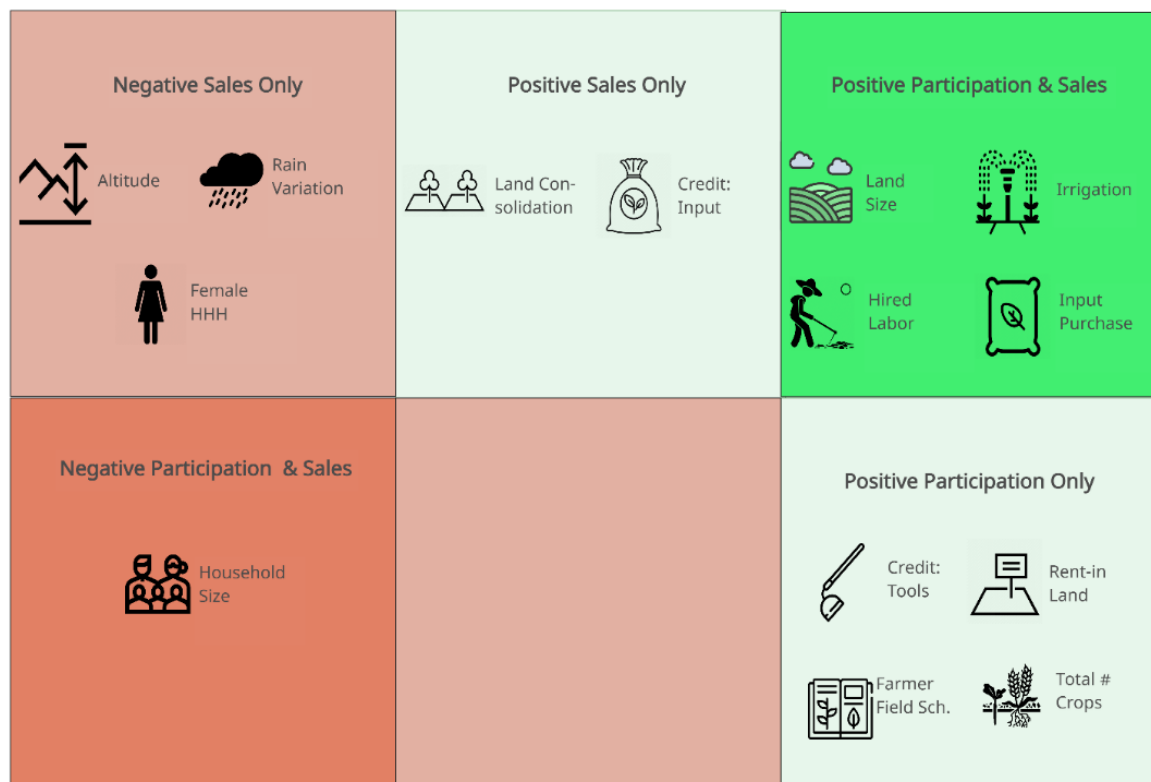 Negative Sales Only
Positive Sales Only
Positive Participation & Sales
Altitude
Rain
Variation
Female
HHH
Land Con-
solidation
Credit:
Input
Land
Size
Irrigation
Hired
Labor
Input
Purchase
Negative Participation & Sales
Household
Size
Positive Participation Only
Credit:
Tools
Rent-in
Land
Farmer
Field Sch.
Total #
Crops